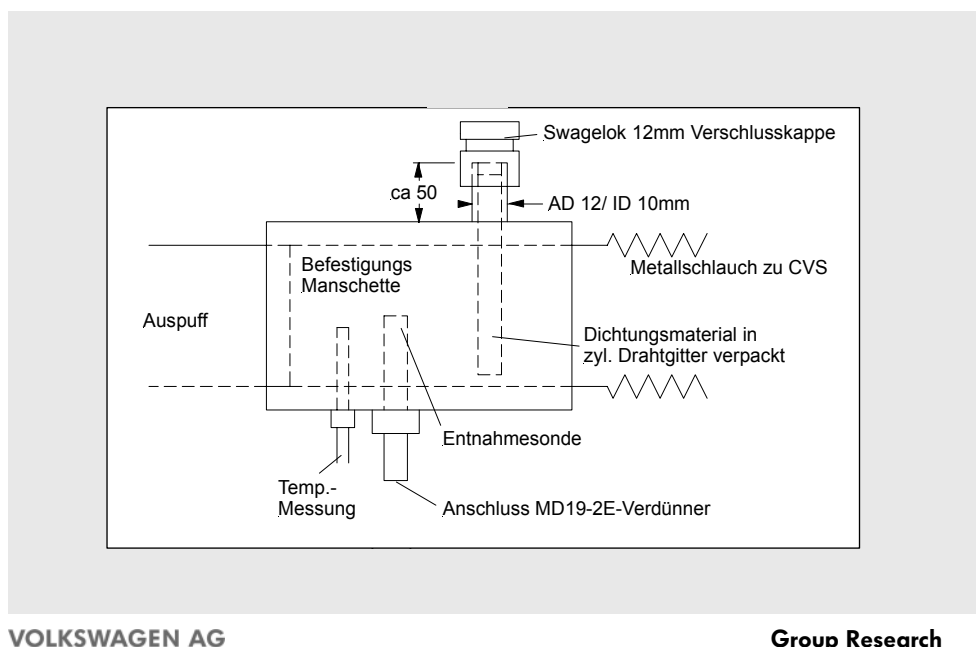 Swagelok 12mm Verschlusskappe
ca 50
AD 12/ ID 10mm
Befestigungs
Manschette
Metallschlauch zu CVS
Auspuff
Dichtungsmaterial in
zyl. Drahtgitter verpackt
Entnahmesonde
Temp.-
Messung
Anschluss MD19-2E-Verdünner
VOLKSWAGEN AG
Group Research